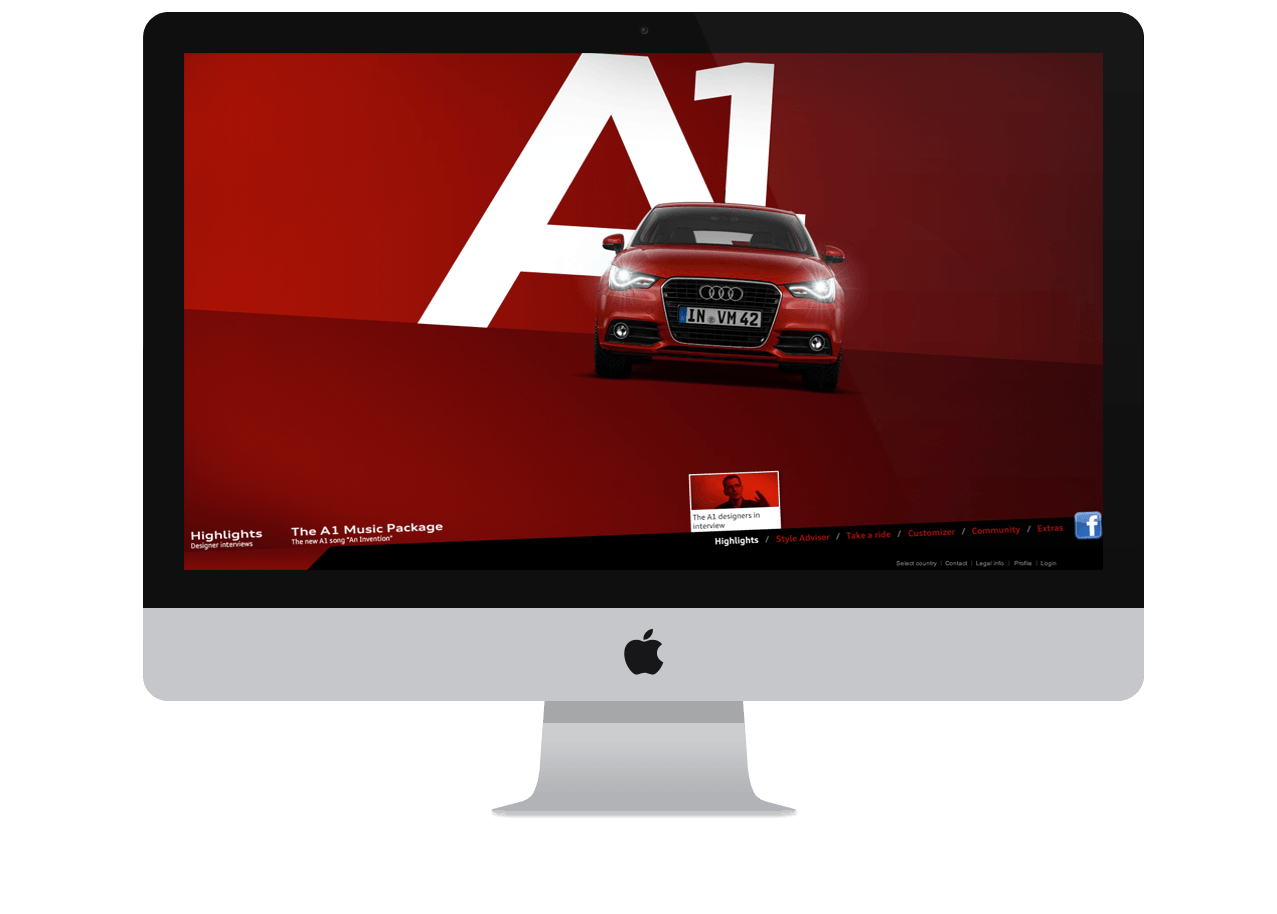 A1
IN VM 42
The A1 designers in
interview
Highlights
Designer interviews
The A1 Music Package
The new A1 song "An Invention"
Highlights / Style Adviser / Take a ride / Customizer / Community / Extras
f
Select country | Contact | Legal info | Profile | Login